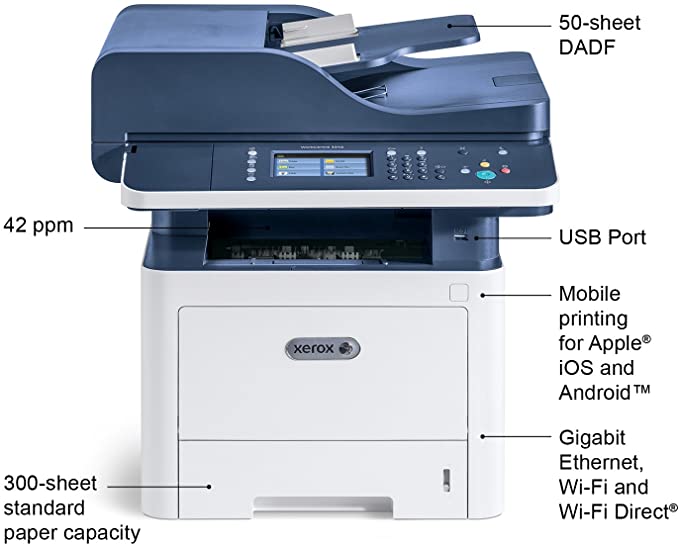 50-sheet
DADF
42 ppm
USB Port
Mobile
printing
for Apple®
iOS and
Android™
xerox
Gigabit
Ethernet,
Wi-Fi and
Wi-Fi Direct®
300-sheet
standard
paper capacity